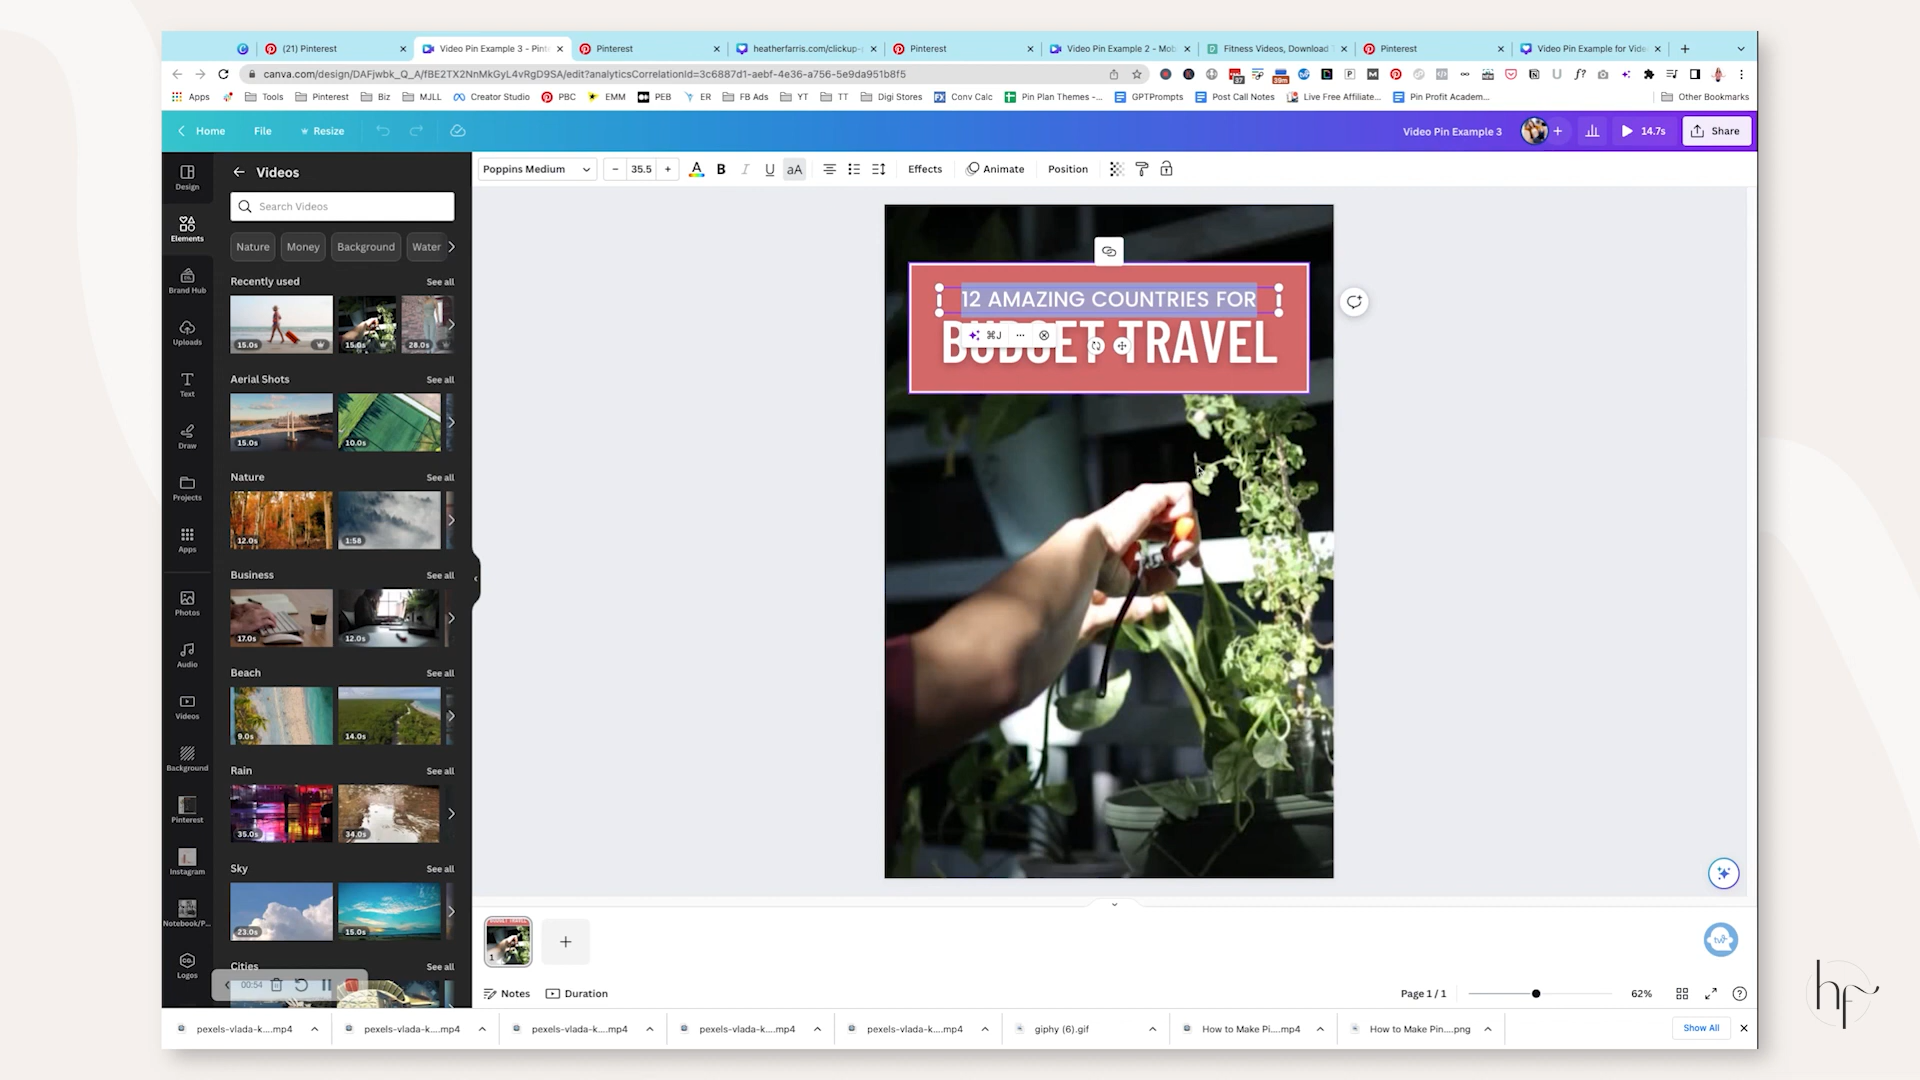 (21) Pinterest
Video Pin Example 3 - Pint
Pinterest
heatherfarris.com/clickup-
Pinterest
Video Pin Example 2 - Mob
Fitness Videos, Download
Pinterest
Video Pin Example for Vide
canva.com/design/DAFjwbk_Q_A/fBE2TX2NnMkGyL4vRgD9SA/edit?analyticsCorrelationId=3c6887d1-aebf-4e36-a756-5e9da951b8f5
Apps
Tools
Pinterest
Biz
MJLL
Creator Studio
PBC
EMM
PEB
ER
FB Ads
YT
TT
Digi Stores
Conv Calc
Pin Plan Themes -...
GPTPrompts
Post Call Notes
Live Free Affiliate...
Pin Profit Academ...
Other Bookmarks
Home
File
Resize
Video Pin Example 3
14.7s
Share
Poppins Medium
35.5
B
I
U
aA
Effects
Animate
Position
Design
Elements
Brand Hub
Uploads
Text
Draw
Projects
Apps
Photos
Audio
Videos
Background
Pinterest
Instagram
Notebook/P...
Logos
Videos
Search Videos
Nature
Money
Background
Water
Recently used
See all
15.0s
15.0s
28.0s
Aerial Shots
See all
15.0s
10.0s
Nature
See all
12.0s
1:58
Business
See all
17.0s
12.0s
Beach
See all
9.0s
14.0s
Rain
See all
35.0s
34.0s
Sky
See all
23.0s
15.0s
Cities
See all
00:54
12 AMAZING COUNTRIES FOR
BUDGET TRAVEL
⌘J
1
Notes
Duration
Page 1 / 1
62%
pexels-vlada-k....mp4
pexels-vlada-k....mp4
pexels-vlada-k....mp4
pexels-vlada-k....mp4
pexels-vlada-k....mp4
giphy (6).gif
How to Make Pi....mp4
How to Make Pin....png
Show All
hf